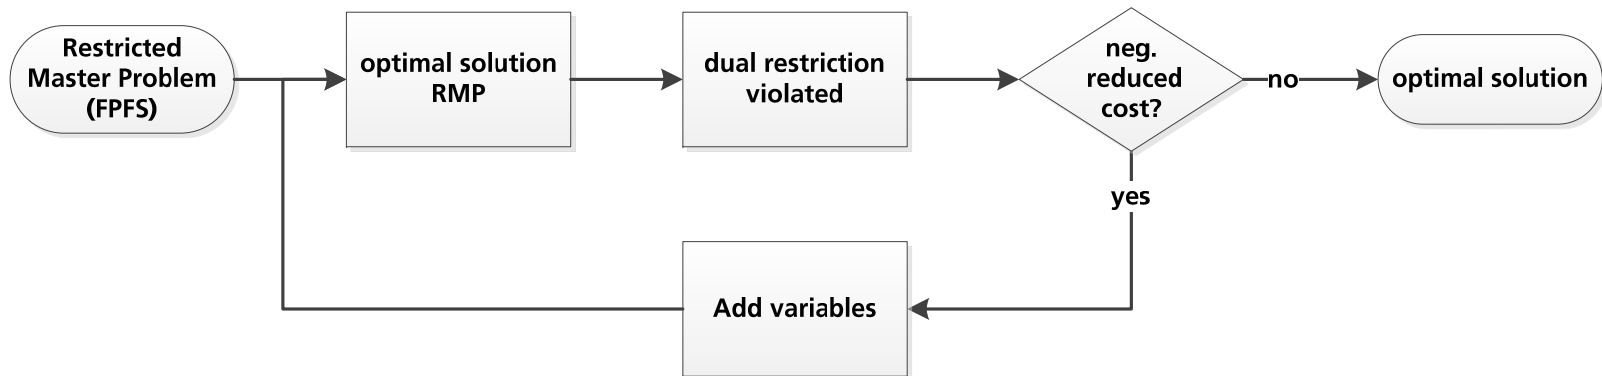 Restricted
Master Problem
(FPFS)
optimal solution
RMP
dual restriction
violated
neg.
reduced
cost?
no
optimal solution
yes
Add variables